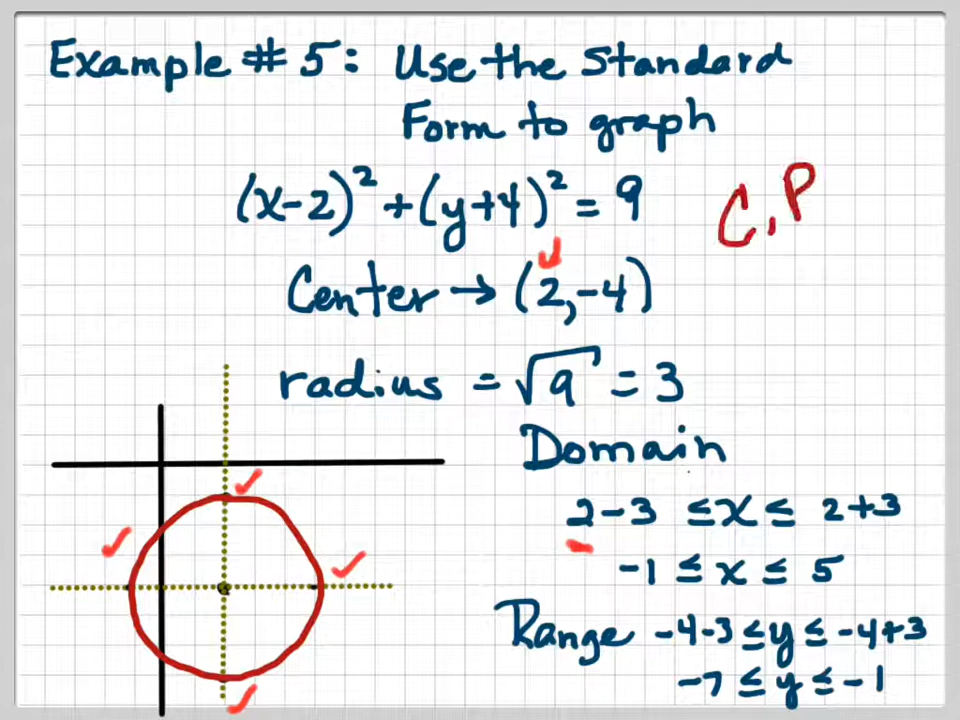 Example #5: Use the Standard
Form to graph
(x-2)² + (y+4)² = 9
C, P
Center → (2,-4)
radius = √9 = 3
Domain
2-3 ≤ x ≤ 2+3
-1 ≤ x ≤ 5
Range -4-3 ≤ y ≤ -4+3
-7 ≤ y ≤ -1